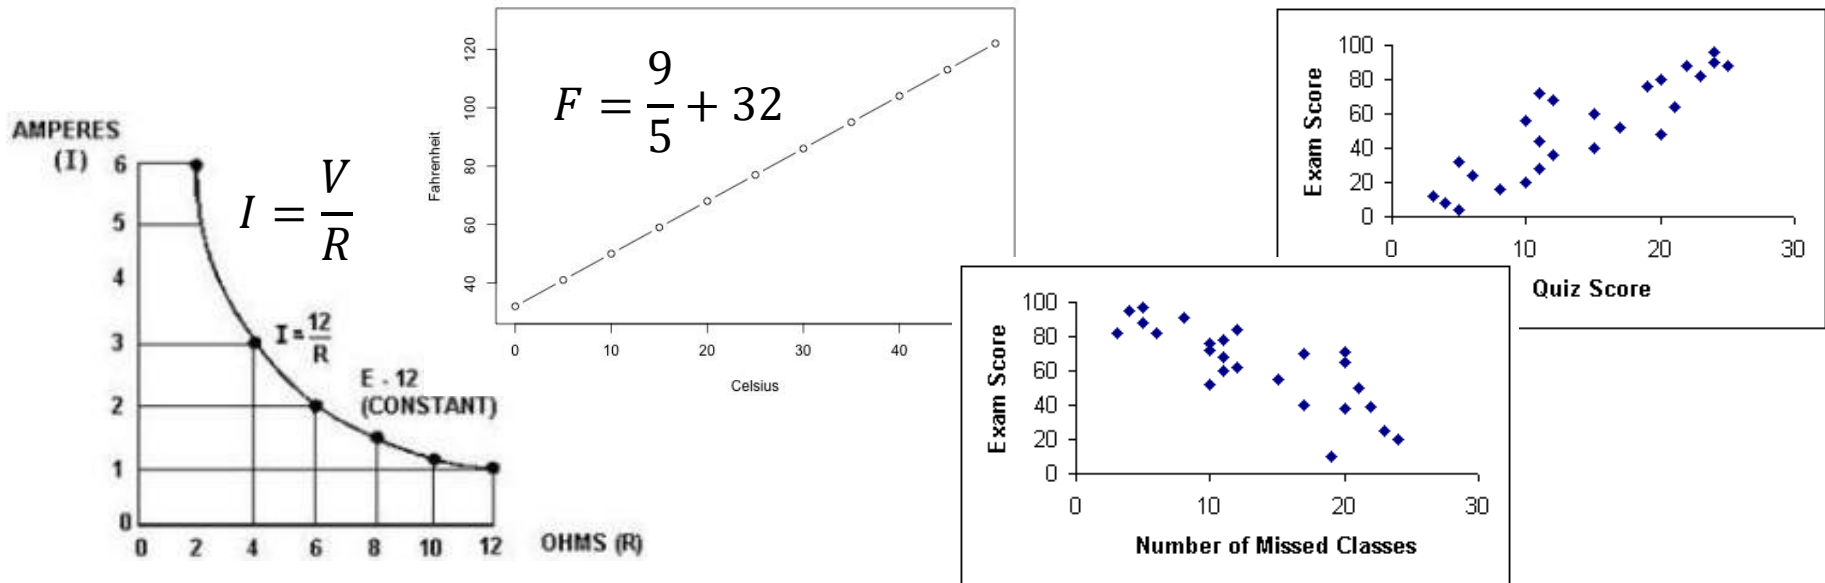 AMPERES
(I)
6
5
4
3
2
1
0
0 2 4 6 8 10 12
OHMS (R)
I = V/R
I = 12/R
E - 12
(CONSTANT)
F = 9/5 + 32
Fahrenheit
120
100
80
60
40
0 10 20 30 40
Celsius
Exam Score
100
80
60
40
20
0
0 10 20 30
Quiz Score
Exam Score
100
80
60
40
20
0
0 10 20 30
Number of Missed Classes